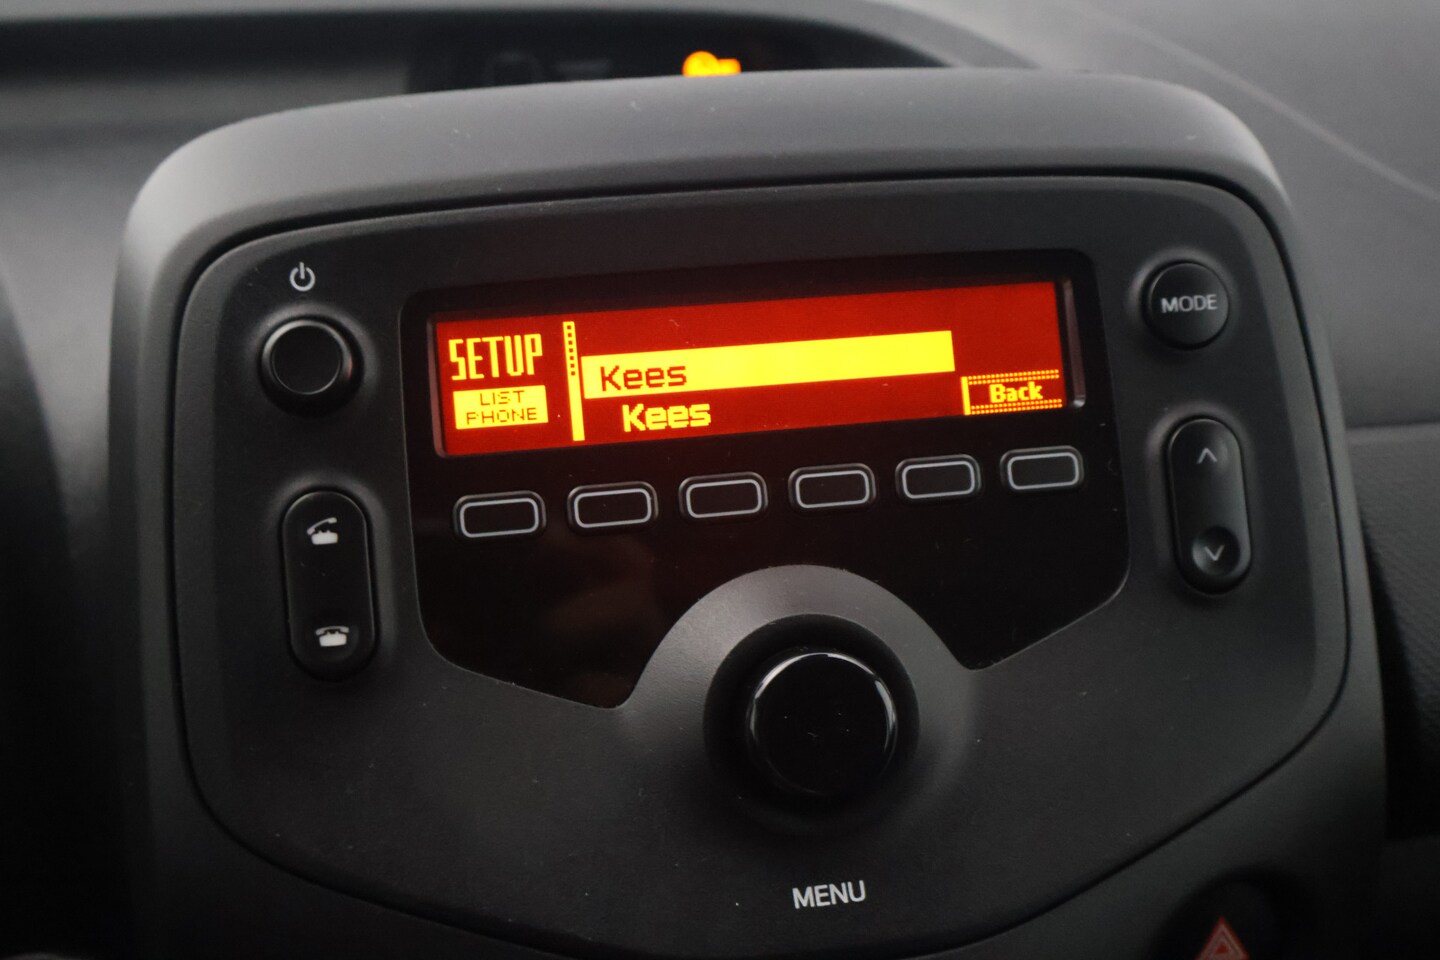 MODE
SETUP
LIST
PHONE
Kees
Kees
Back
MENU